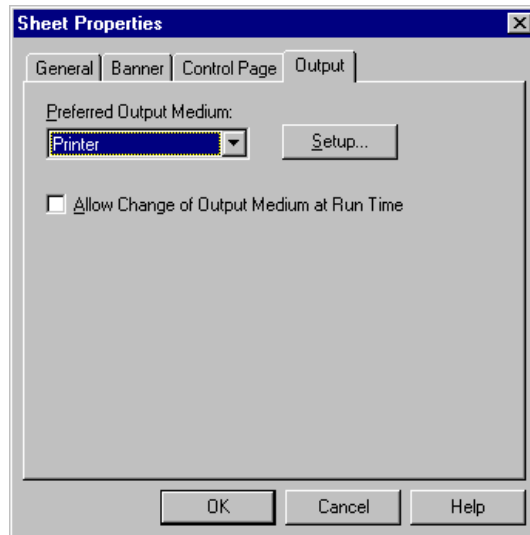 Sheet Properties
General Banner Control Page Output
Preferred Output Medium:
Printer Setup...
Allow Change of Output Medium at Run Time
OK Cancel Help